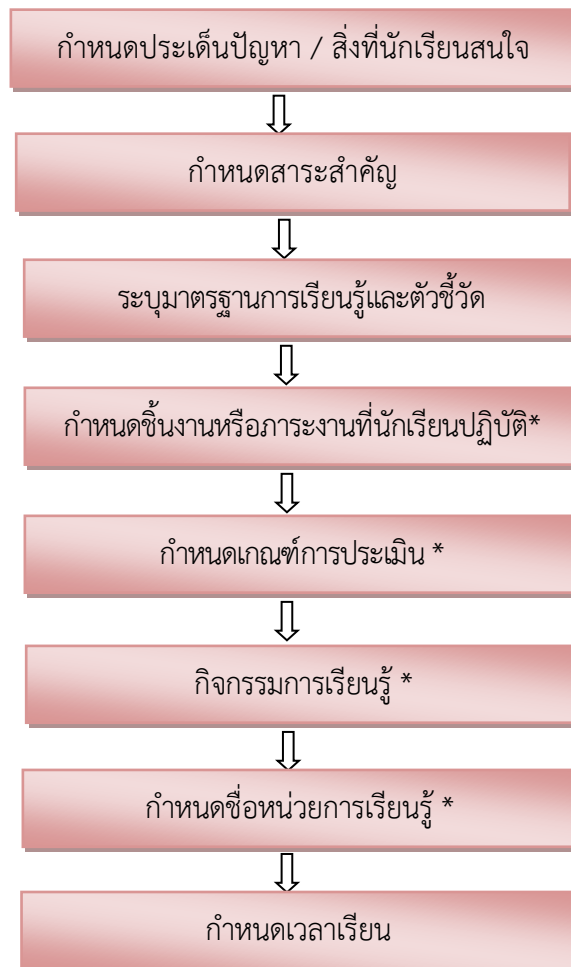 กำหนดประเด็นปัญหา / สิ่งที่นักเรียนสนใจ
กำหนดสาระสำคัญ
ระบุมาตรฐานการเรียนรู้และตัวชี้วัด
กำหนดชิ้นงานหรือภาระงานที่นักเรียนปฏิบัติ*
กำหนดเกณฑ์การประเมิน *
กิจกรรมการเรียนรู้ *
กำหนดชื่อหน่วยการเรียนรู้ *
กำหนดเวลาเรียน